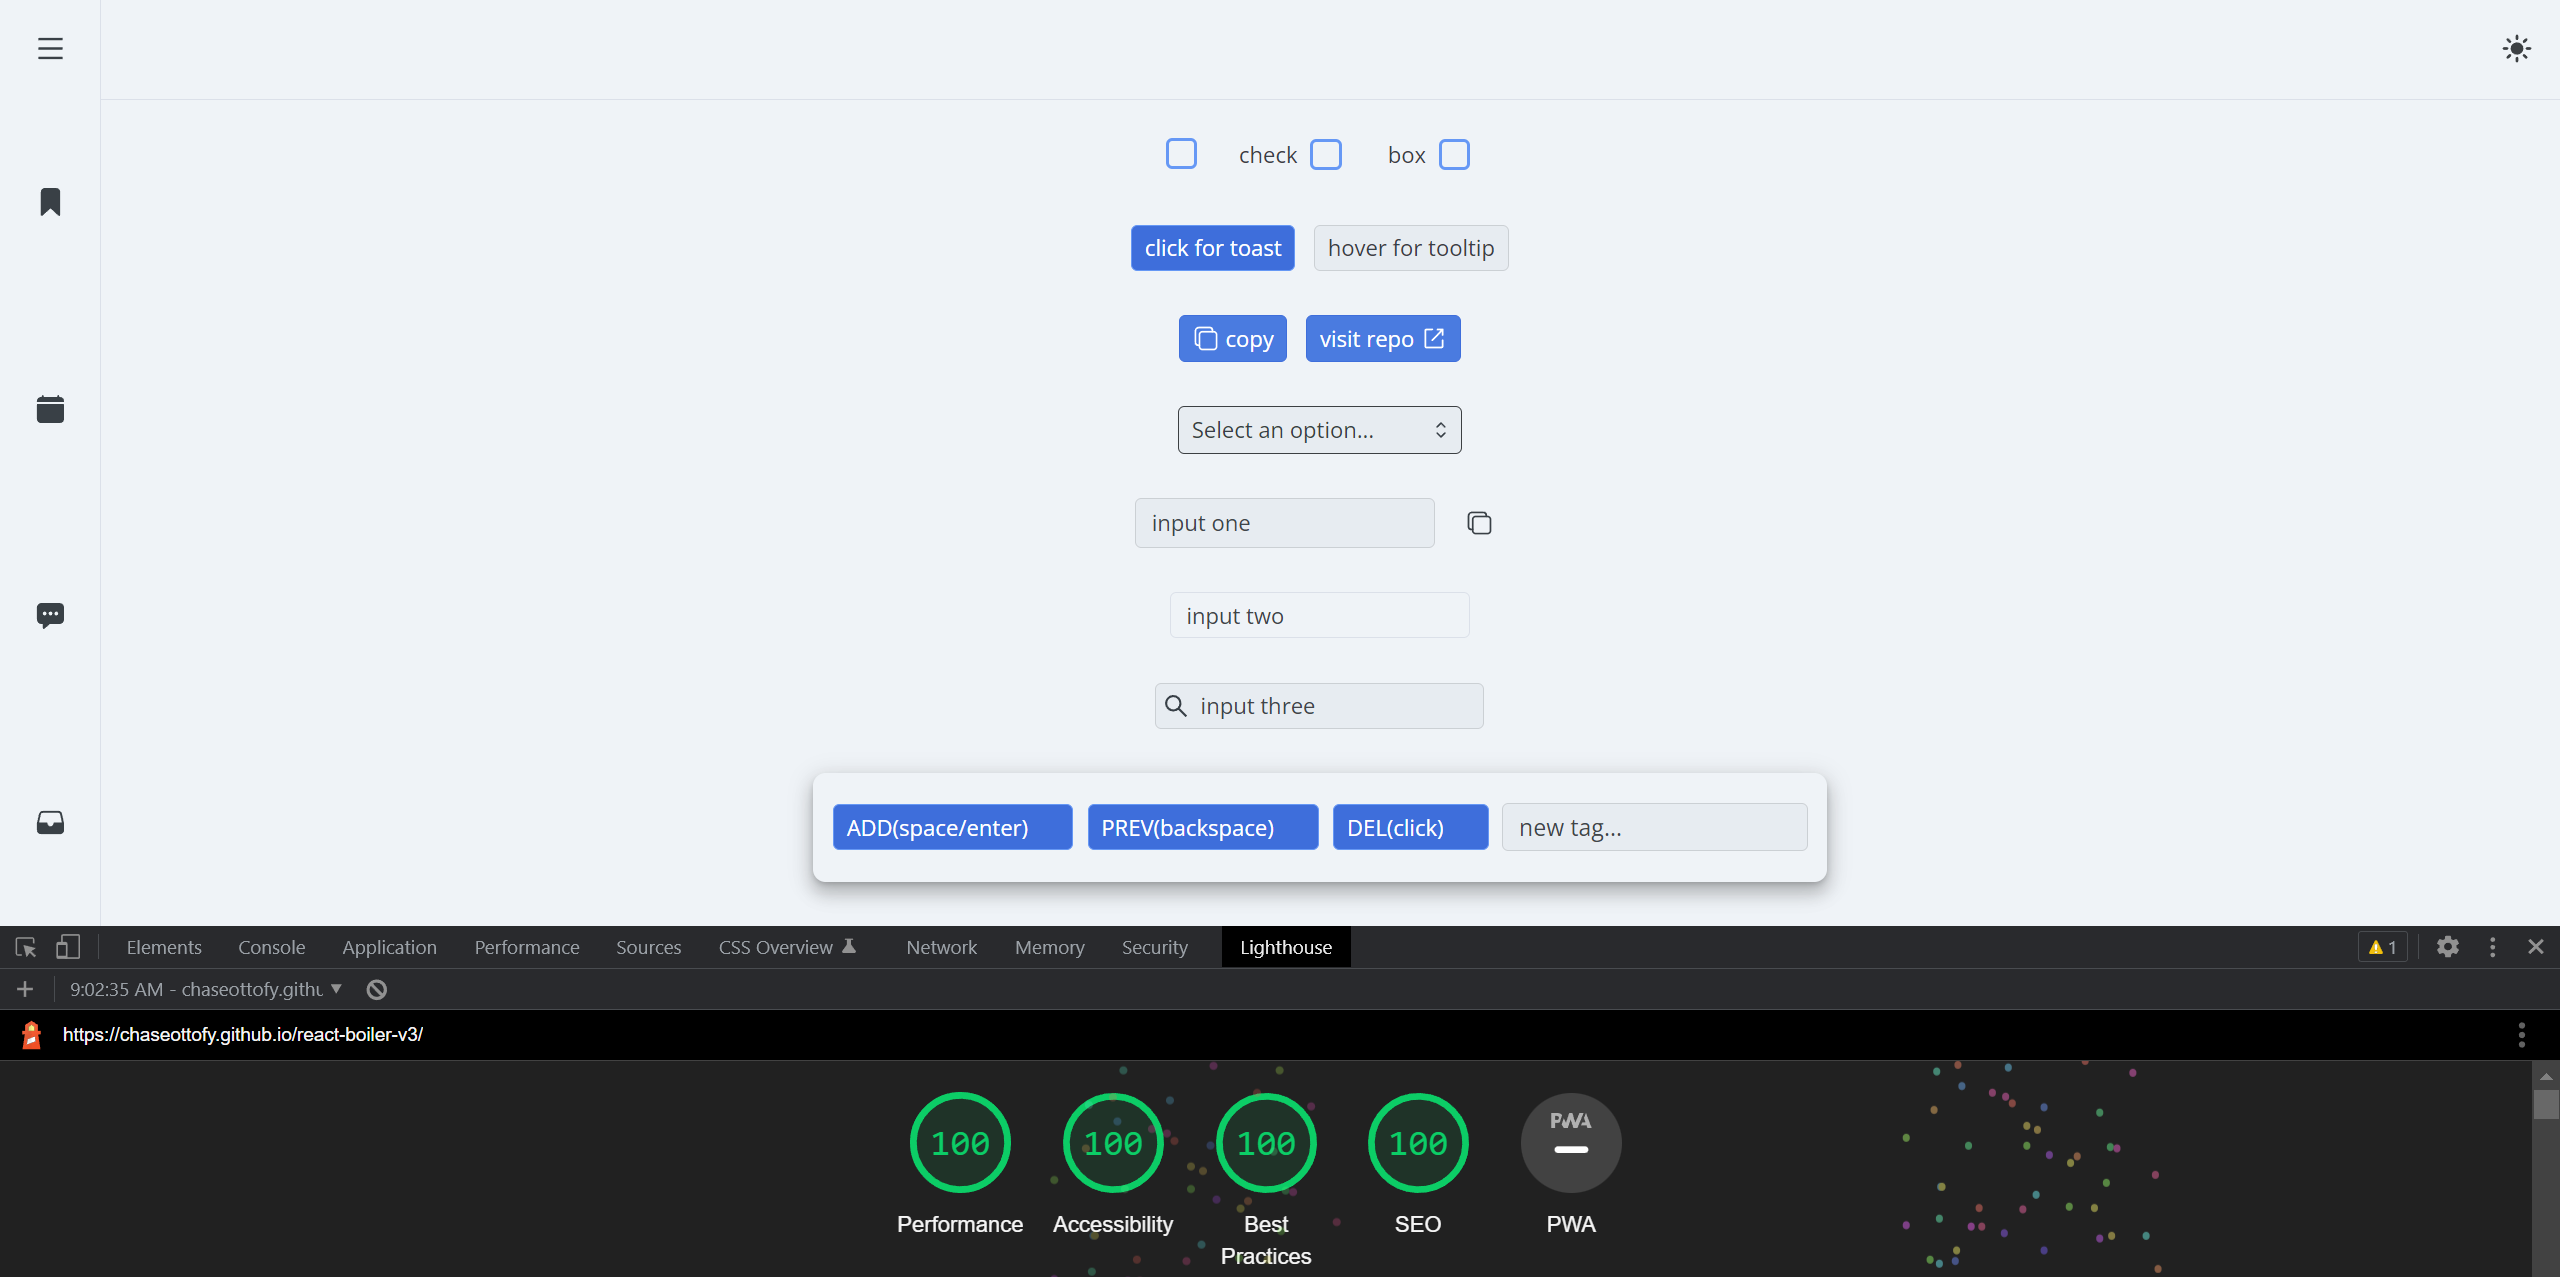 check box
click for toast hover for tooltip
copy visit repo
Select an option...
input one
input two
input three
ADD(space/enter) PREV(backspace) DEL(click) new tag...
Elements Console Application Performance Sources CSS Overview Network Memory Security Lighthouse 1
9:02:35 AM - chaseottofy.githu
https://chaseottofy.github.io/react-boiler-v3/
PWA
100 100 100 100
Performance Accessibility Best Practices SEO PWA